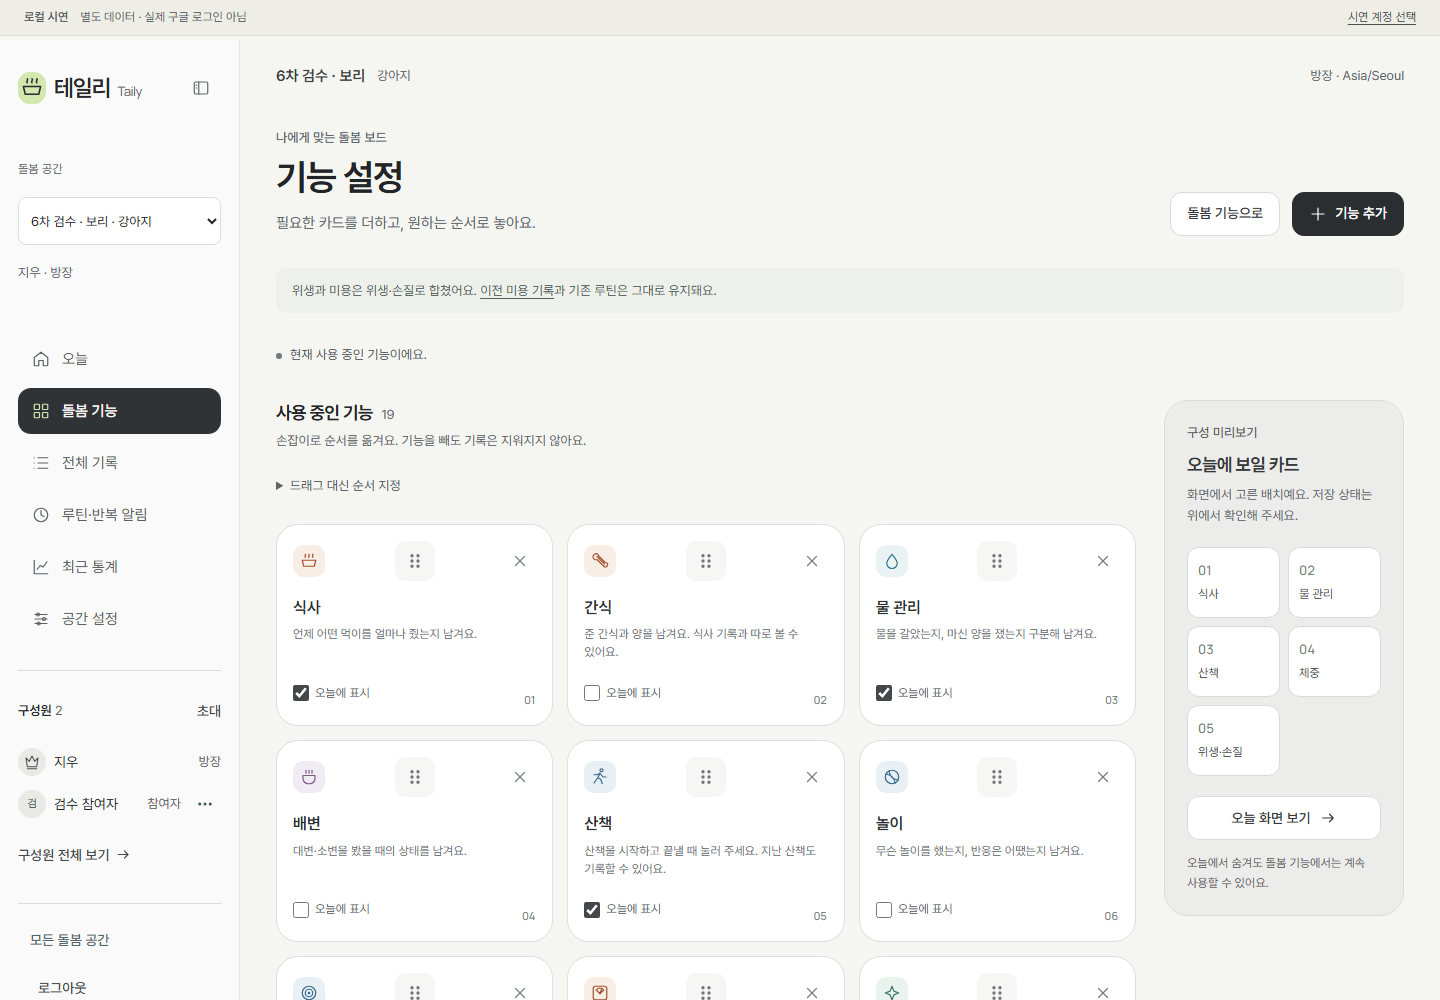 로컬 시연 별도 데이터 · 실제 구글 로그인 아님
시연 계정 선택
테일리 Taily
돌봄 공간
6차 검수 · 보리 · 강아지
지우 · 방장
오늘
돌봄 기능
전체 기록
루틴·반복 알림
최근 통계
공간 설정
구성원 2
초대
지우
방장
검
검수 참여자
참여자
구성원 전체 보기
모든 돌봄 공간
로그아웃
6차 검수 · 보리 강아지
방장 · Asia/Seoul
나에게 맞는 돌봄 보드
기능 설정
필요한 카드를 더하고, 원하는 순서로 놓아요.
돌봄 기능으로
기능 추가
위생과 미용은 위생·손질로 합쳤어요. 이전 미용 기록과 기존 루틴은 그대로 유지돼요.
현재 사용 중인 기능이에요.
사용 중인 기능 19
손잡이로 순서를 옮겨요. 기능을 빼도 기록은 지워지지 않아요.
드래그 대신 순서 지정
식사
언제 어떤 먹이를 얼마나 줬는지 남겨요.
오늘에 표시
01
간식
준 간식과 양을 남겨요. 식사 기록과 따로 볼 수
있어요.
오늘에 표시
02
물 관리
물을 갈았는지, 마신 양을 쟀는지 구분해 남겨요.
오늘에 표시
03
배변
대변·소변을 봤을 때의 상태를 남겨요.
오늘에 표시
04
산책
산책을 시작하고 끝낼 때 눌러 주세요. 지난 산책도
기록할 수 있어요.
오늘에 표시
05
놀이
무슨 놀이를 했는지, 반응은 어땠는지 남겨요.
오늘에 표시
06
구성 미리보기
오늘에 보일 카드
화면에서 고른 배치예요. 저장 상태는
위에서 확인해 주세요.
01
식사
02
물 관리
03
산책
04
체중
05
위생·손질
오늘 화면 보기
오늘에서 숨겨도 돌봄 기능에서는 계속
사용할 수 있어요.